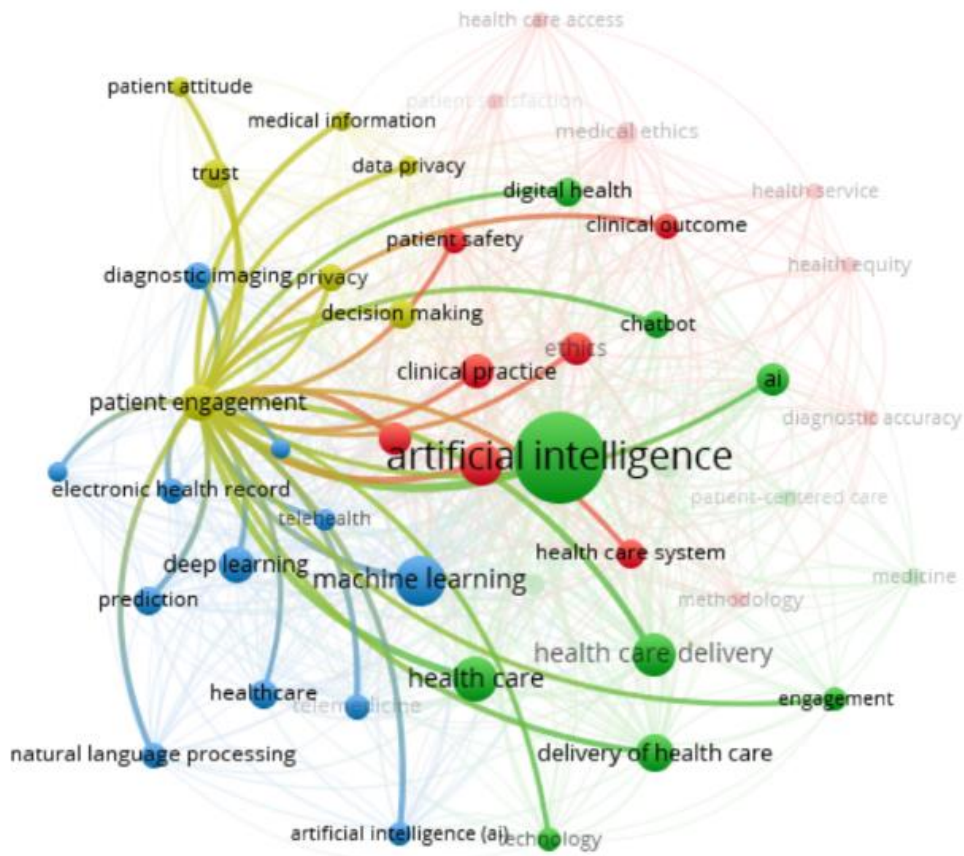 health care access
patient attitude
patient satisfaction
medical information
medical ethics
data privacy
trust
digital health
health service
clinical outcome
patient safety
health equity
diagnostic imaging
privacy
decision making
chatbot
ethics
clinical practice
ai
patient engagement
diagnostic accuracy
artificial intelligence
electronic health record
patient-centered care
telehealth
health care system
deep learning
machine learning
medicine
prediction
methodology
health care delivery
health care
healthcare
engagement
telemedicine
natural language processing
delivery of health care
artificial intelligence (ai)
technology